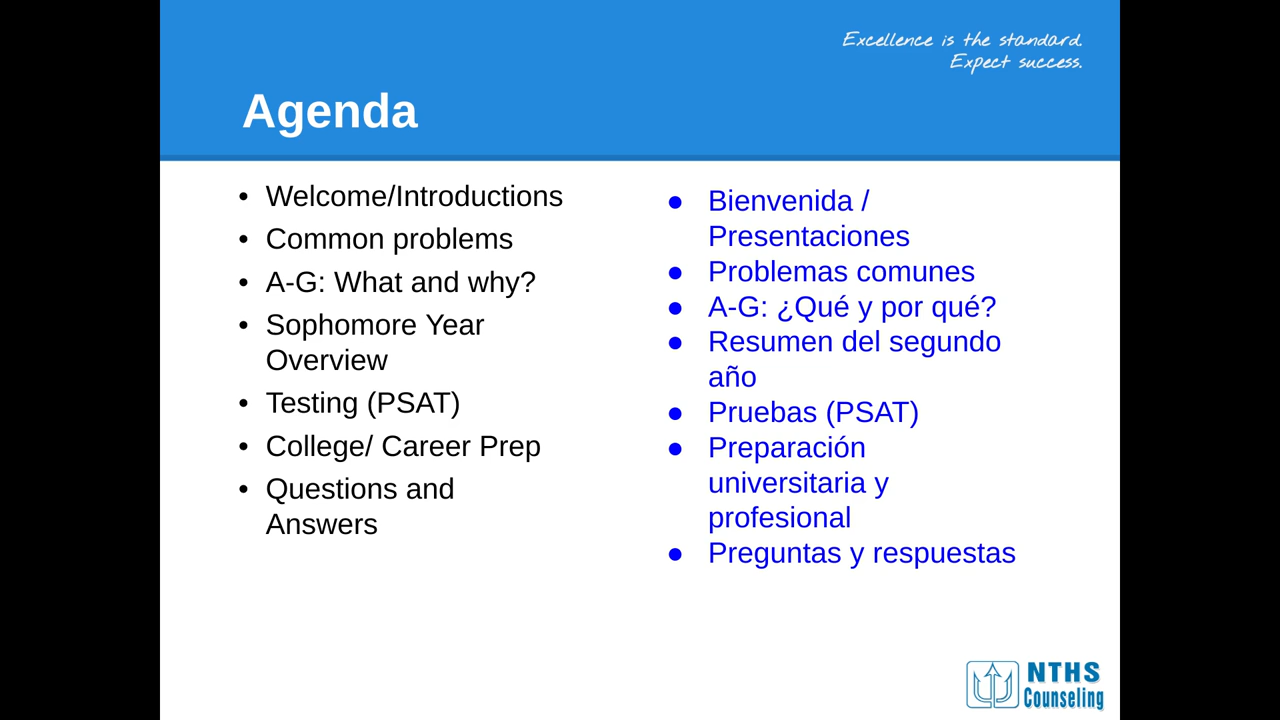 Excellence is the standard.
Expect success.
Agenda
• Welcome/Introductions
• Common problems
• A-G: What and why?
• Sophomore Year
Overview
• Testing (PSAT)
• College/ Career Prep
• Questions and
Answers
● Bienvenida /
Presentaciones
● Problemas comunes
● A-G: ¿Qué y por qué?
● Resumen del segundo
año
● Pruebas (PSAT)
● Preparación
universitaria y
profesional
● Preguntas y respuestas
NTHS
Counseling